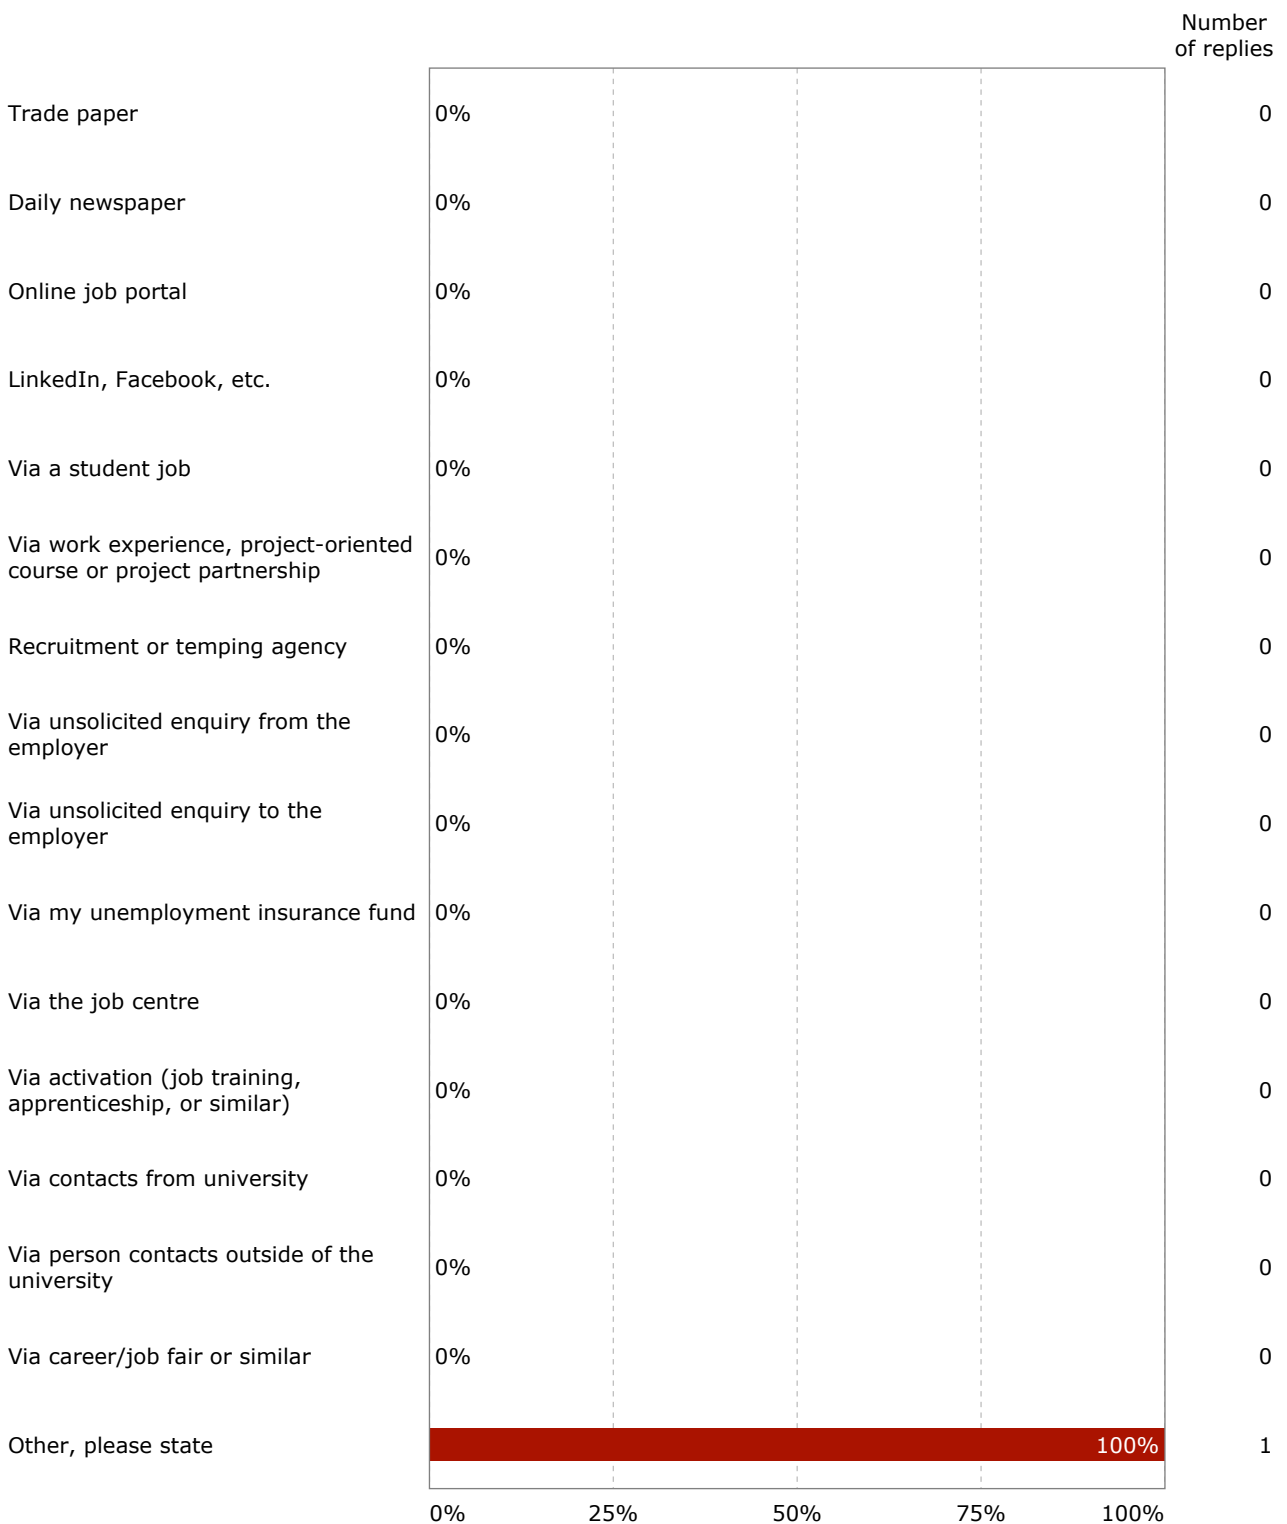 Number
of replies
Trade paper 0% 0
Daily newspaper 0% 0
Online job portal 0% 0
LinkedIn, Facebook, etc. 0% 0
Via a student job 0% 0
Via work experience, project-oriented
course or project partnership 0% 0
Recruitment or temping agency 0% 0
Via unsolicited enquiry from the
employer 0% 0
Via unsolicited enquiry to the
employer 0% 0
Via my unemployment insurance fund 0% 0
Via the job centre 0% 0
Via activation (job training,
apprenticeship, or similar) 0% 0
Via contacts from university 0% 0
Via person contacts outside of the
university 0% 0
Via career/job fair or similar 0% 0
Other, please state 100% 1
0% 25% 50% 75% 100%